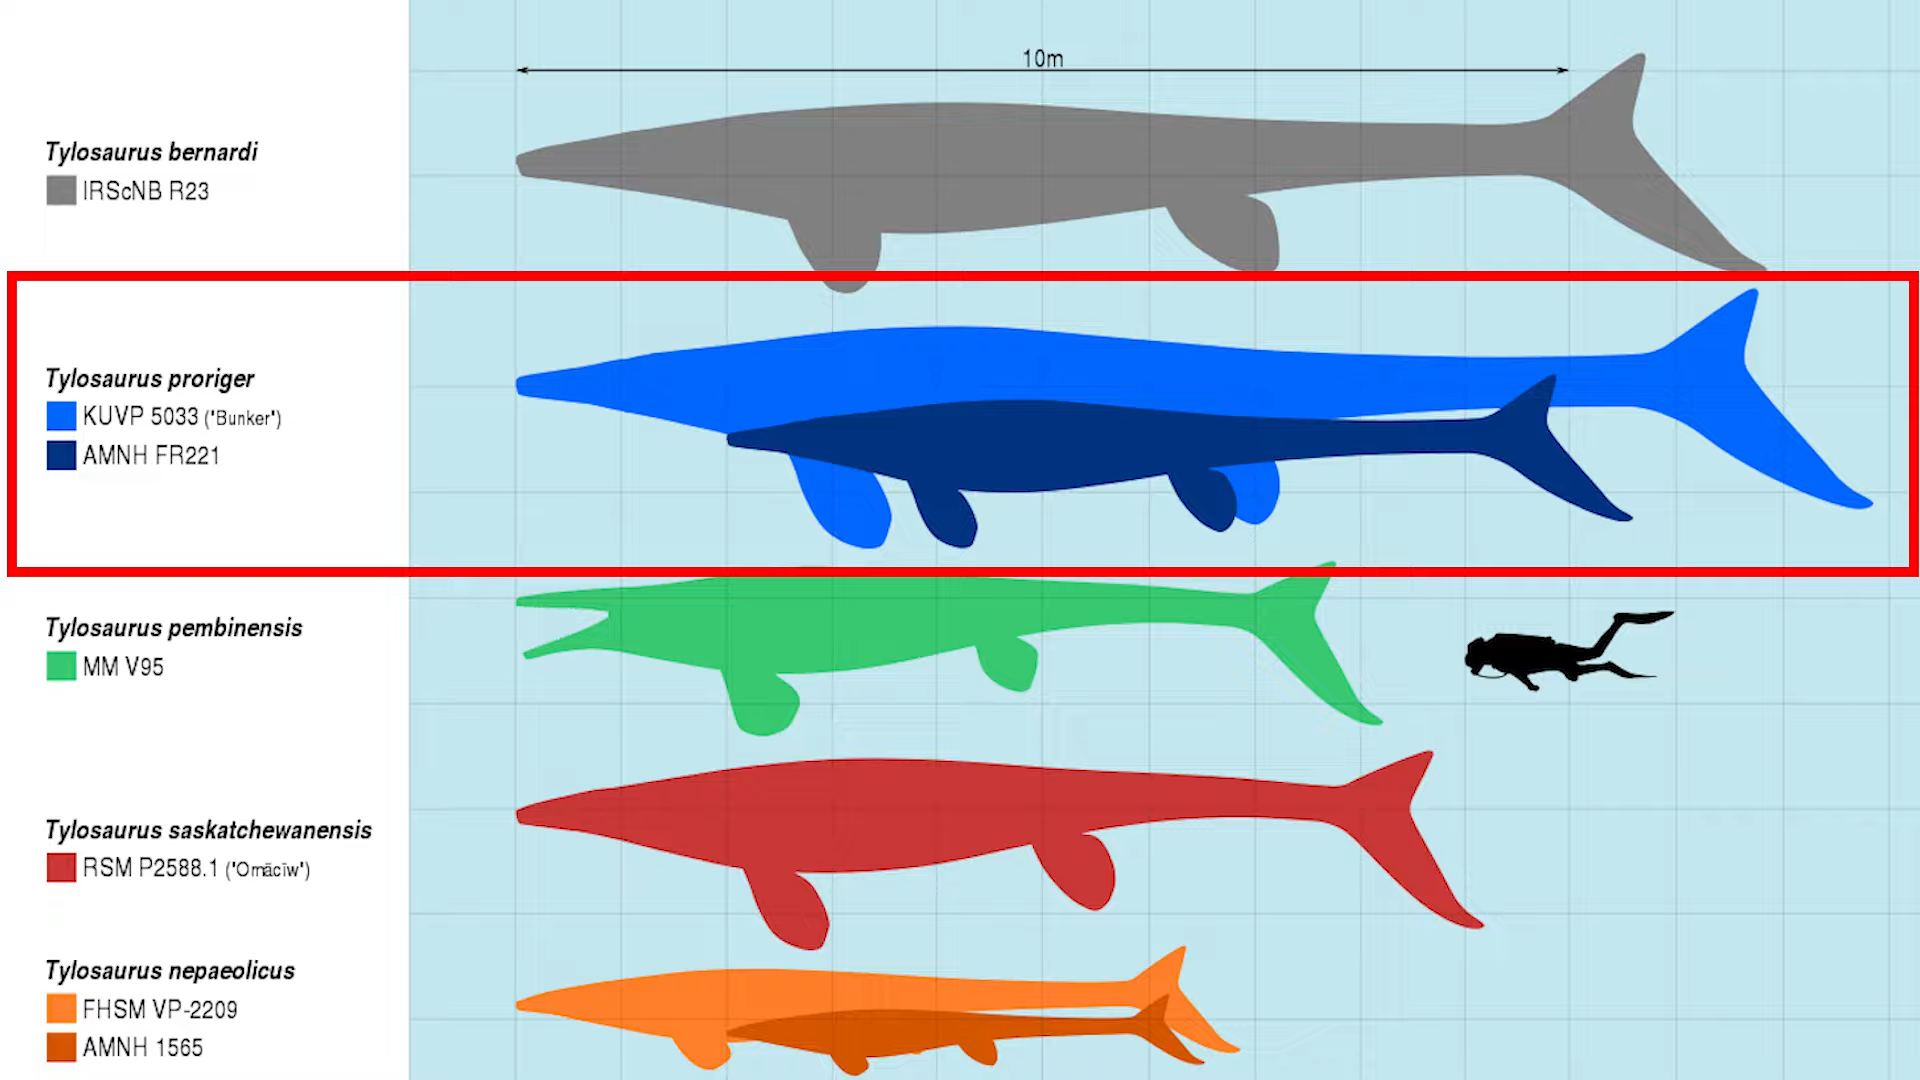 10m
Tylosaurus bernardi
IRScNB R23
Tylosaurus proriger
KUVP 5033 ("Bunker")
AMNH FR221
Tylosaurus pembinensis
MM V95
Tylosaurus saskatchewanensis
RSM P2588.1 ("Omācīw")
Tylosaurus nepaeolicus
FHSM VP-2209
AMNH 1565